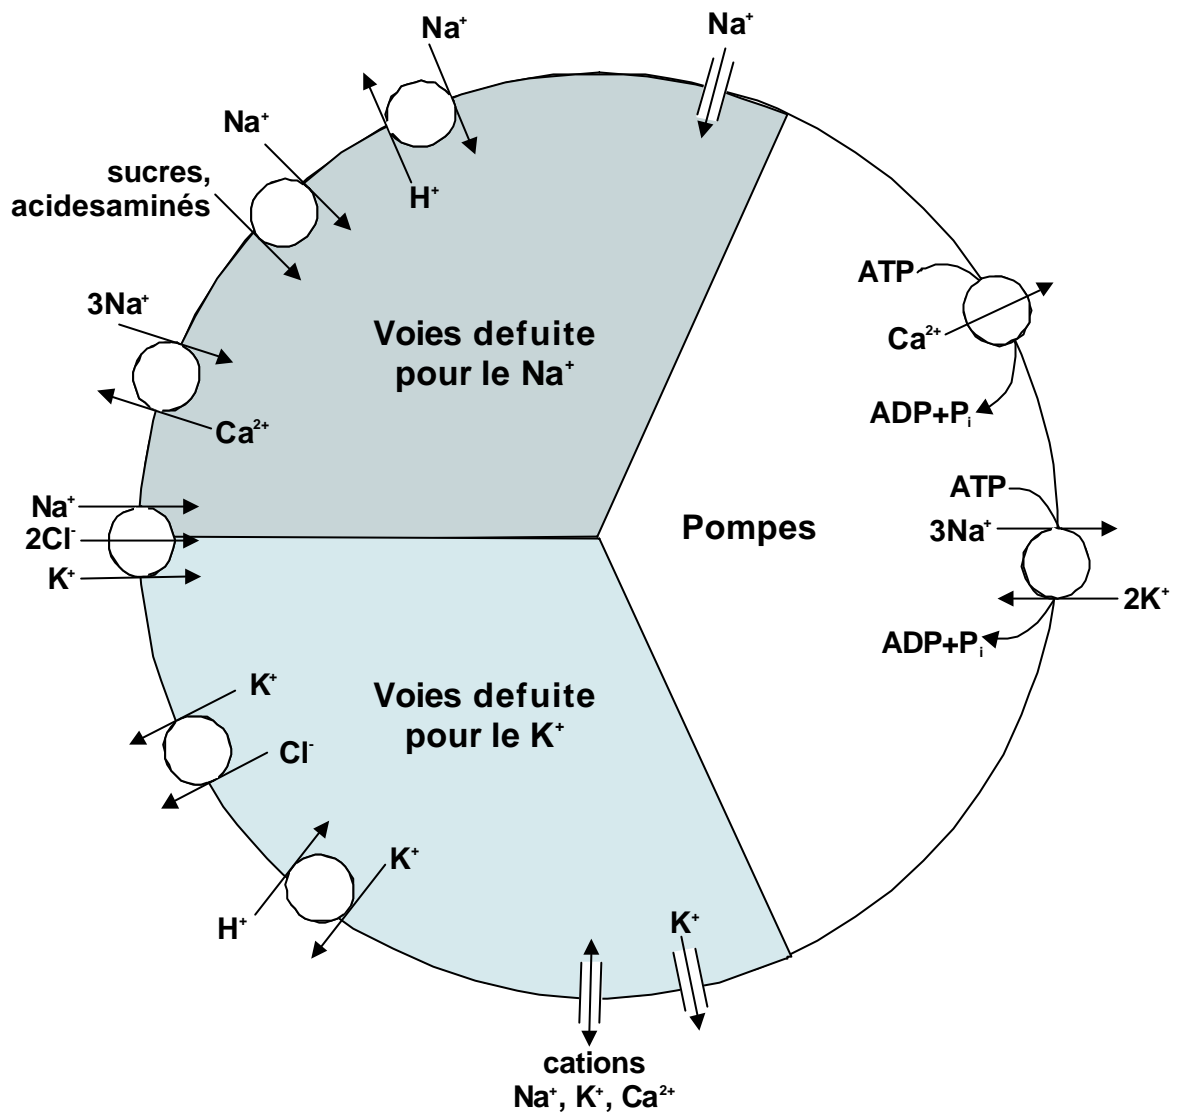 Na⁺
Na⁺
Na⁺
H⁺
sucres,
acidesaminés
3Na⁺
Ca²⁺
Voies defuite
pour le Na⁺
ATP
Ca²⁺
ADP+Pᵢ
Na⁺
2Cl⁻
K⁺
Pompes
ATP
3Na⁺
2K⁺
ADP+Pᵢ
K⁺
Cl⁻
Voies defuite
pour le K⁺
H⁺
K⁺
K⁺
cations
Na⁺, K⁺, Ca²⁺